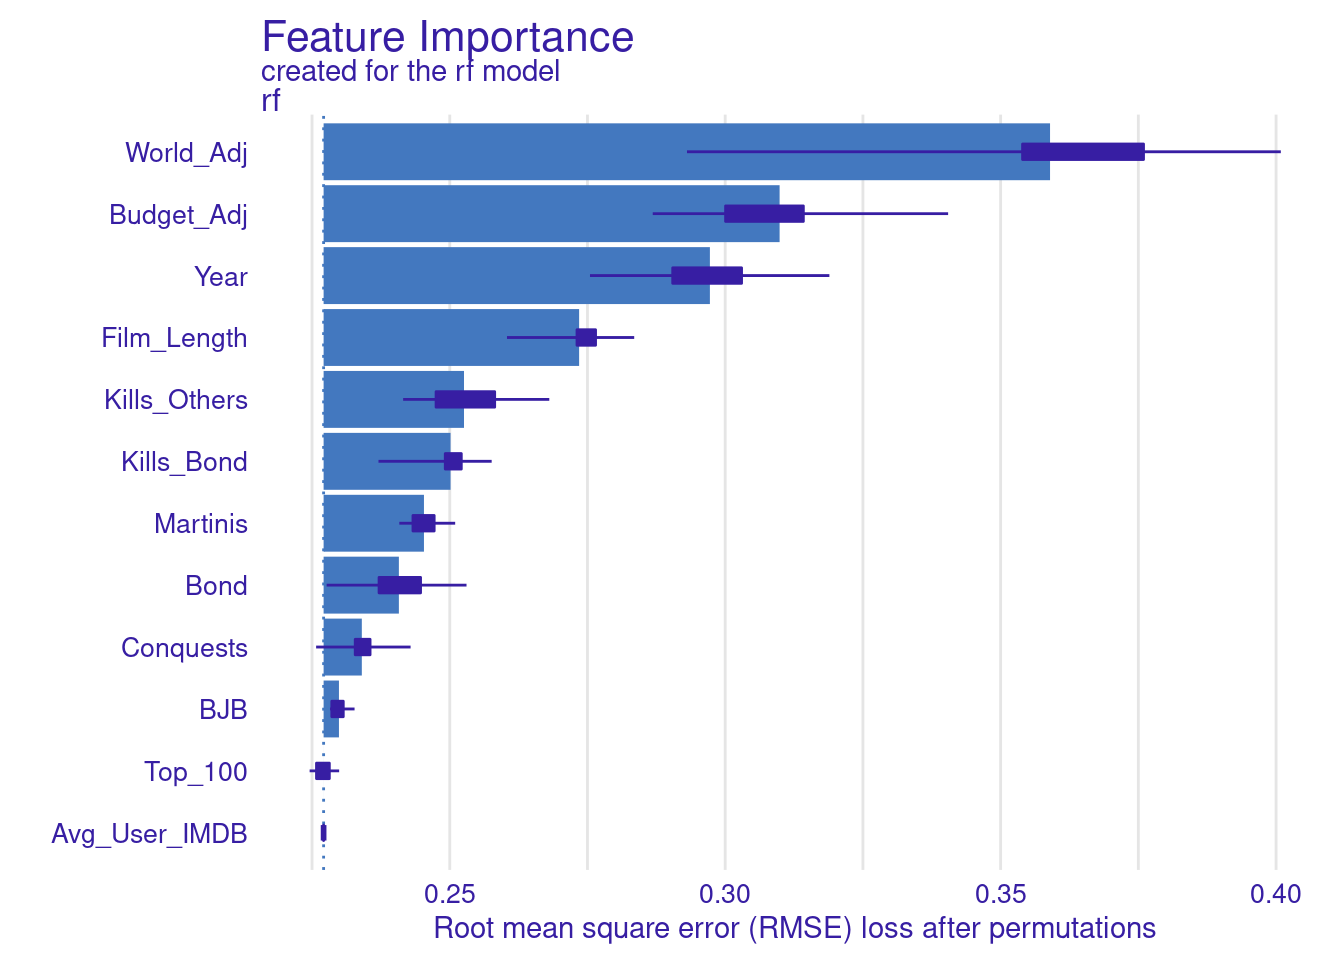 Feature Importance
created for the rf model
rf
World_Adj
Budget_Adj
Year
Film_Length
Kills_Others
Kills_Bond
Martinis
Bond
Conquests
BJB
Top_100
Avg_User_IMDB
0.25 0.30 0.35 0.40
Root mean square error (RMSE) loss after permutations